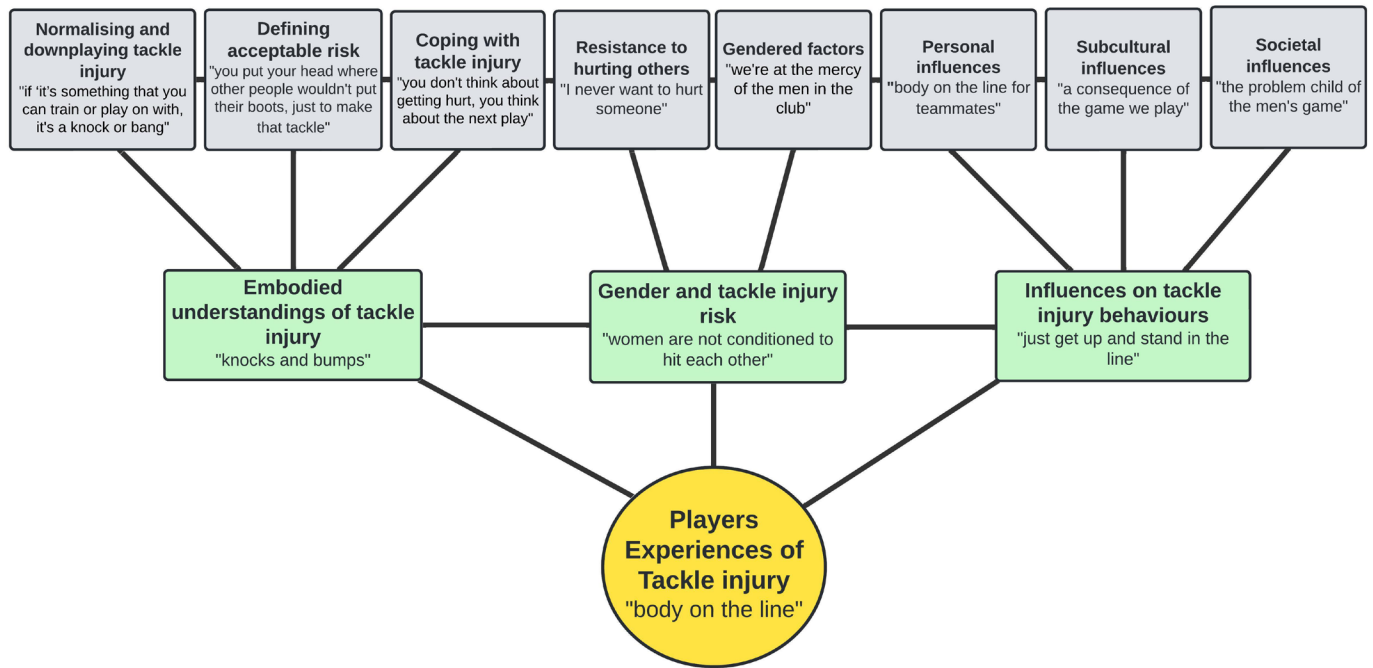 Normalising and
downplaying tackle
injury
"if 'it's something that you
can train or play on with,
it's a knock or bang"
Defining
acceptable risk
"you put your head where
other people wouldn't put
their boots, just to make
that tackle"
Coping with
tackle injury
"you don't think about
getting hurt, you think
about the next play"
Resistance to
hurting others
"I never want to hurt
someone"
Gendered factors
"we're at the mercy
of the men in the
club"
Personal
influences
"body on the line for
teammates"
Subcultural
influences
"a consequence of
the game we play"
Societal
influences
"the problem child of
the men's game"
Embodied
understandings of tackle
injury
"knocks and bumps"
Gender and tackle injury
risk
"women are not conditioned to
hit each other"
Influences on tackle
injury behaviours
"just get up and stand in the
line"
Players
Experiences of
Tackle injury
"body on the line"